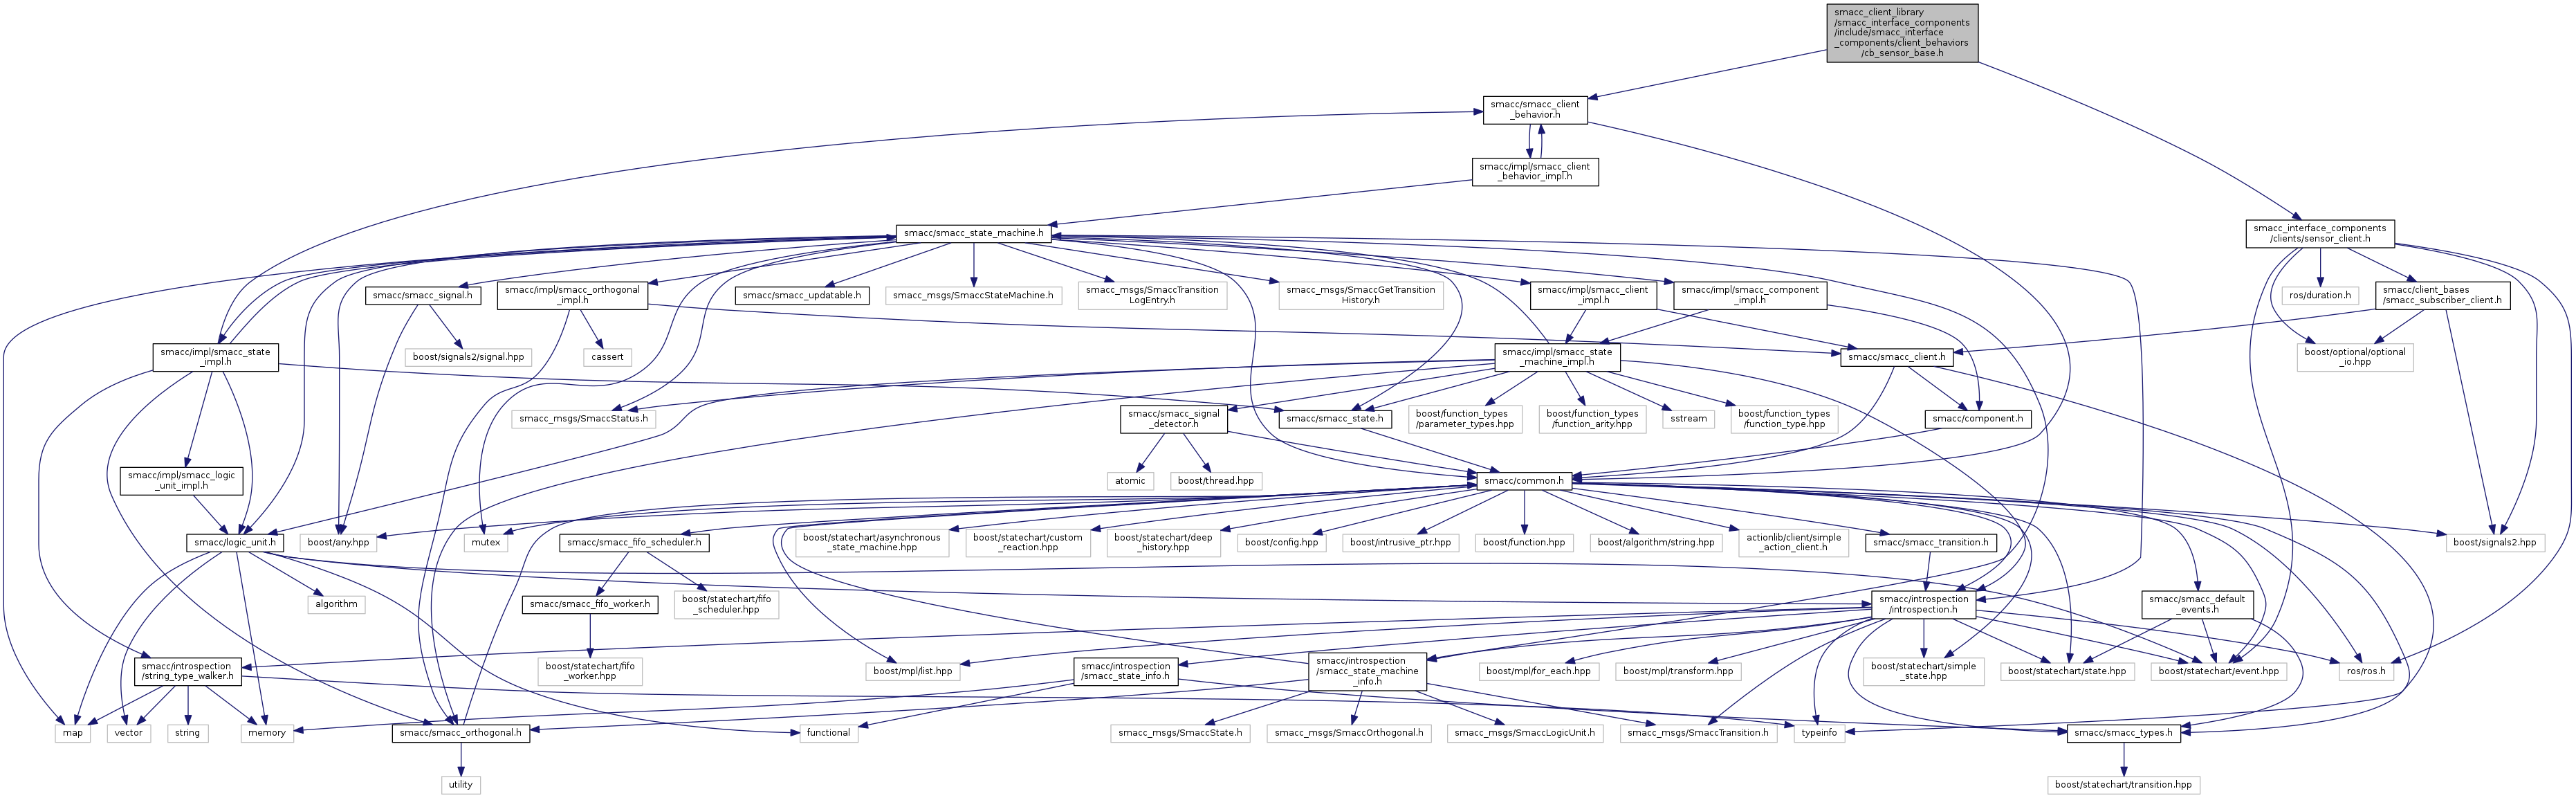 smacc_client_library
/smacc_interface_components
/include/smacc_interface
_components/client_behaviors
/cb_sensor_base.h
smacc/smacc_client
_behavior.h
smacc/impl/smacc_client
_behavior_impl.h
smacc/smacc_state_machine.h
smacc_interface_components
/clients/sensor_client.h
smacc/smacc_signal.h
smacc/impl/smacc_orthogonal
_impl.h
smacc/smacc_updatable.h
smacc_msgs/SmaccStateMachine.h
smacc_msgs/SmaccTransition
LogEntry.h
smacc_msgs/SmaccGetTransition
History.h
smacc/impl/smacc_client
_impl.h
smacc/impl/smacc_component
_impl.h
ros/duration.h
smacc/client_bases
/smacc_subscriber_client.h
smacc/impl/smacc_state
_impl.h
boost/signals2/signal.hpp
cassert
smacc/impl/smacc_state
_machine_impl.h
smacc/smacc_client.h
boost/optional/optional
_io.hpp
smacc_msgs/SmaccStatus.h
smacc/smacc_signal
_detector.h
smacc/smacc_state.h
boost/function_types
/parameter_types.hpp
boost/function_types
/function_arity.hpp
sstream
boost/function_types
/function_type.hpp
smacc/component.h
smacc/impl/smacc_logic
_unit_impl.h
atomic
boost/thread.hpp
smacc/common.h
smacc/logic_unit.h
boost/any.hpp
mutex
smacc/smacc_fifo_scheduler.h
boost/statechart/asynchronous
_state_machine.hpp
boost/statechart/custom
_reaction.hpp
boost/statechart/deep
_history.hpp
boost/config.hpp
boost/intrusive_ptr.hpp
boost/function.hpp
boost/algorithm/string.hpp
actionlib/client/simple
_action_client.h
smacc/smacc_transition.h
boost/signals2.hpp
algorithm
smacc/smacc_fifo_worker.h
boost/statechart/fifo
_scheduler.hpp
smacc/introspection
/introspection.h
smacc/smacc_default
_events.h
smacc/introspection
/string_type_walker.h
boost/statechart/fifo
_worker.hpp
boost/mpl/list.hpp
smacc/introspection
/smacc_state_info.h
smacc/introspection
/smacc_state_machine
_info.h
boost/mpl/for_each.hpp
boost/mpl/transform.hpp
boost/statechart/simple
_state.hpp
boost/statechart/state.hpp
boost/statechart/event.hpp
ros/ros.h
map
vector
string
memory
smacc/smacc_orthogonal.h
functional
smacc_msgs/SmaccState.h
smacc_msgs/SmaccOrthogonal.h
smacc_msgs/SmaccLogicUnit.h
smacc_msgs/SmaccTransition.h
typeinfo
smacc/smacc_types.h
utility
boost/statechart/transition.hpp